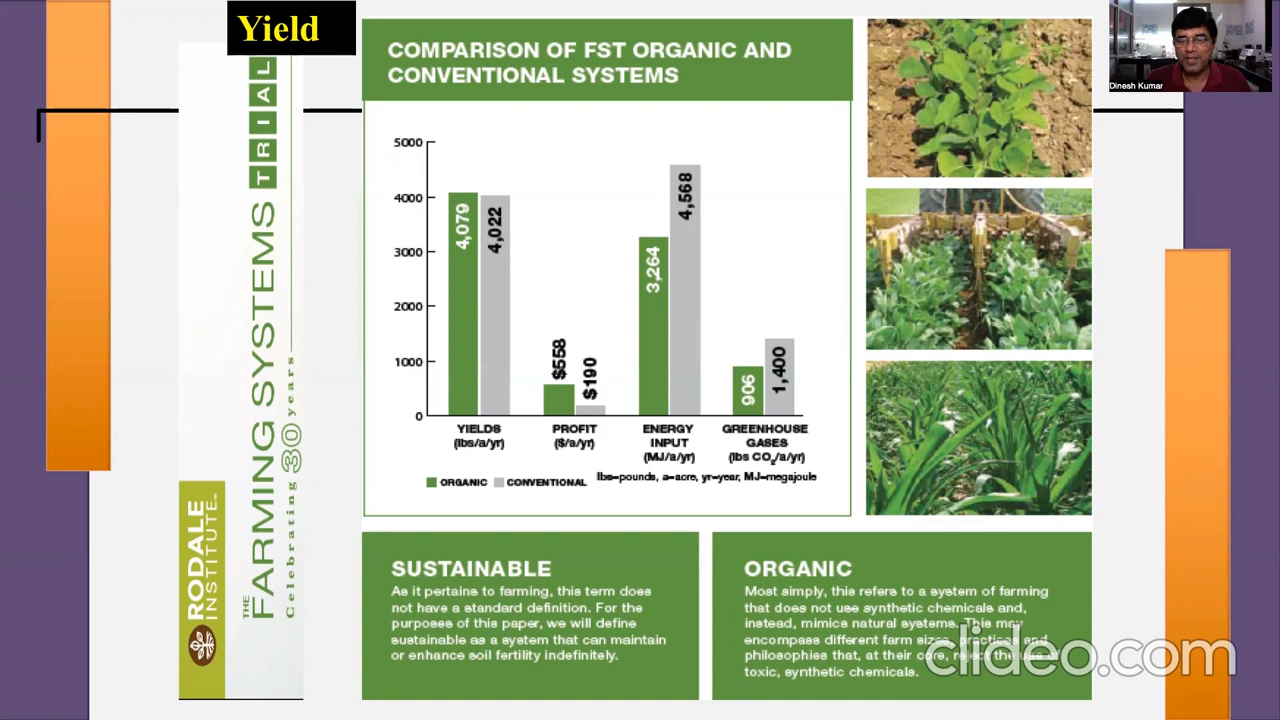 Yield
Dinesh Kumar
RODALE
INSTITUTE
THE
FARMING SYSTEMS TRIAL
Celebrating 30 years
COMPARISON OF FST ORGANIC AND
CONVENTIONAL SYSTEMS
5000
4000
3000
2000
1000
0
4,079
4,022
$558
$190
3,264
4,568
906
1,400
YIELDS
(lbs/a/yr)
PROFIT
($/a/yr)
ENERGY
INPUT
(MJ/a/yr)
GREENHOUSE
GASES
(lbs CO2/a/yr)
ORGANIC CONVENTIONAL
lbs=pounds, a=acre, yr=year, MJ=megajoule
SUSTAINABLE
As it pertains to farming, this term does
not have a standard definition. For the
purposes of this paper, we will define
sustainable as a system that can maintain
or enhance soil fertility indefinitely.
ORGANIC
Most simply, this refers to a system of farming
that does not use synthetic chemicals and,
instead, mimics natural systems. This may
encompass different farm sizes, practices and
philosophies that, at their core, reject the use of
toxic, synthetic chemicals.
clideo.com